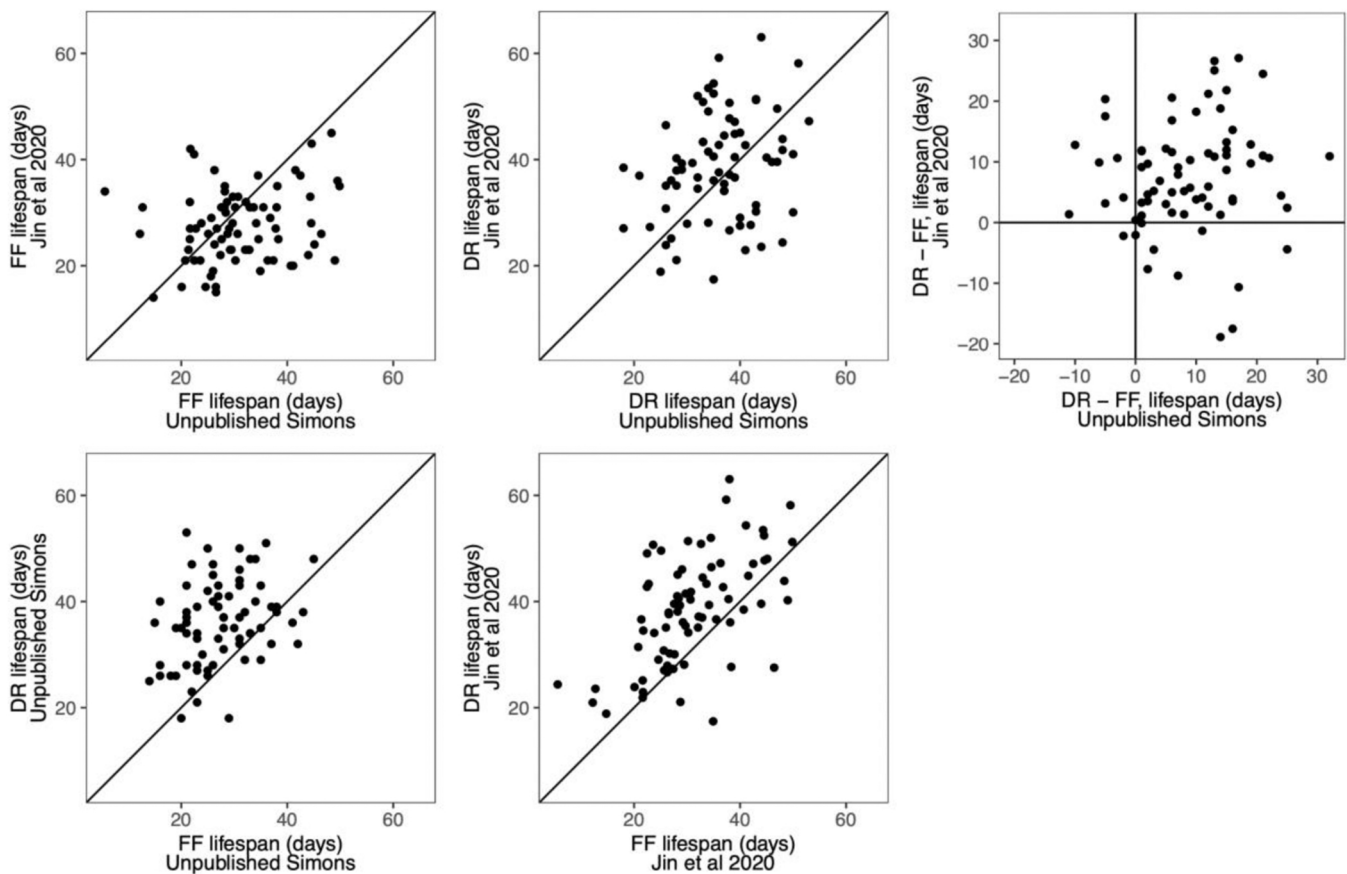 60
40
20
FF lifespan (days)
Jin et al 2020
20 40 60
FF lifespan (days)
Unpublished Simons
60
40
20
DR lifespan (days)
Jin et al 2020
20 40 60
DR lifespan (days)
Unpublished Simons
30
20
10
0
−10
−20
DR − FF, lifespan (days)
Jin et al 2020
−20 −10 0 10 20 30
DR − FF, lifespan (days)
Unpublished Simons
60
40
20
DR lifespan (days)
Unpublished Simons
20 40 60
FF lifespan (days)
Unpublished Simons
60
40
20
DR lifespan (days)
Jin et al 2020
20 40 60
FF lifespan (days)
Jin et al 2020